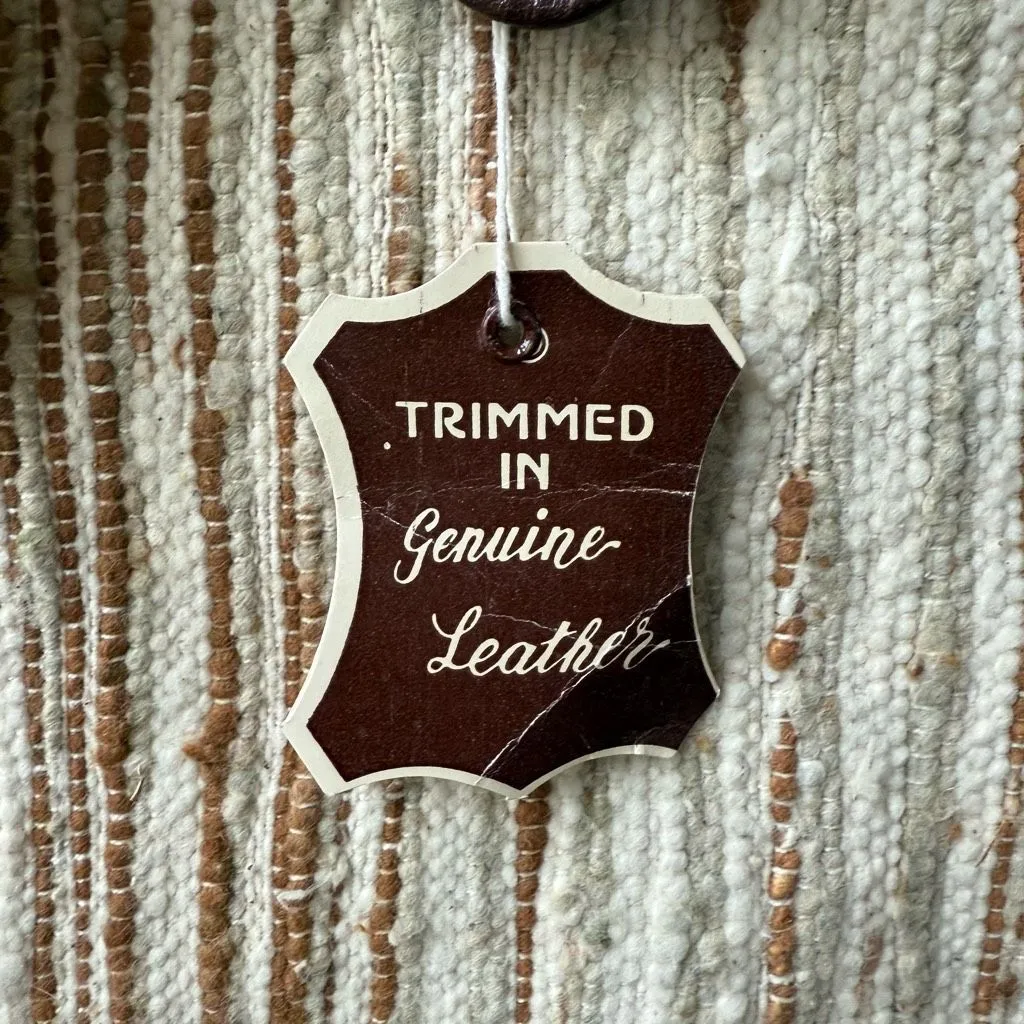 TRIMMED
IN
Genuine
Leather